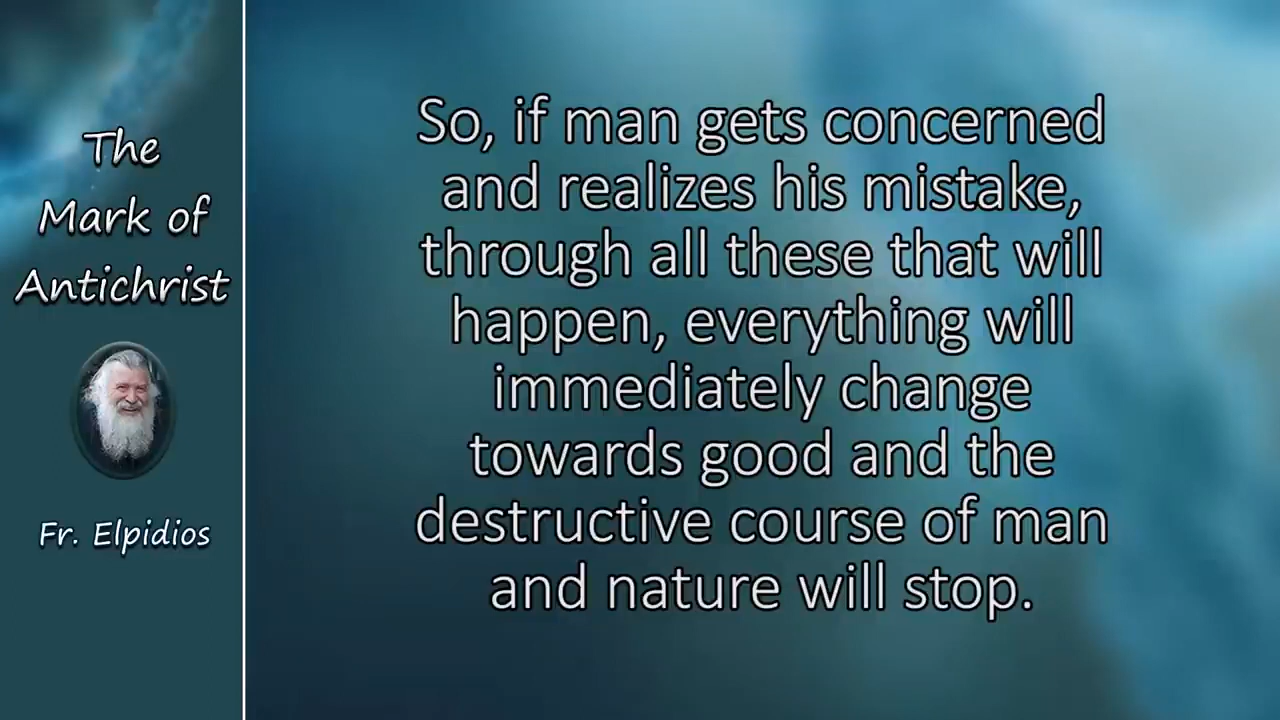 The
Mark of
Antichrist
Fr. Elpidios
So, if man gets concerned
and realizes his mistake,
through all these that will
happen, everything will
immediately change
towards good and the
destructive course of man
and nature will stop.